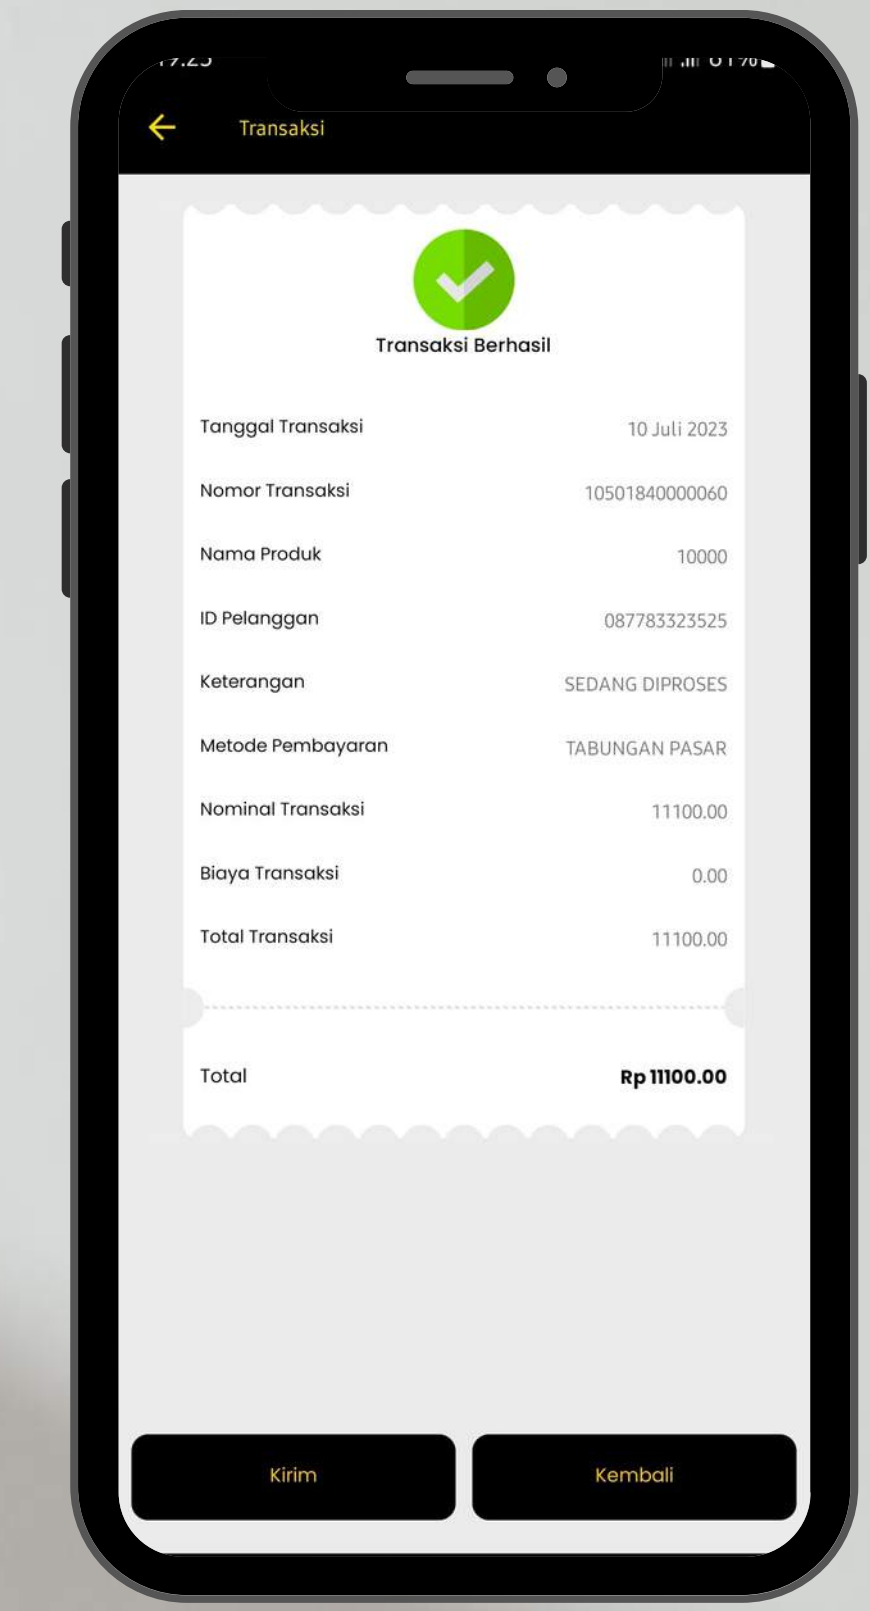 Transaksi
Transaksi Berhasil
Tanggal Transaksi 10 Juli 2023
Nomor Transaksi 10501840000060
Nama Produk 10000
ID Pelanggan 087783323525
Keterangan SEDANG DIPROSES
Metode Pembayaran TABUNGAN PASAR
Nominal Transaksi 11100.00
Biaya Transaksi 0.00
Total Transaksi 11100.00
Total Rp 11100.00
Kirim Kembali